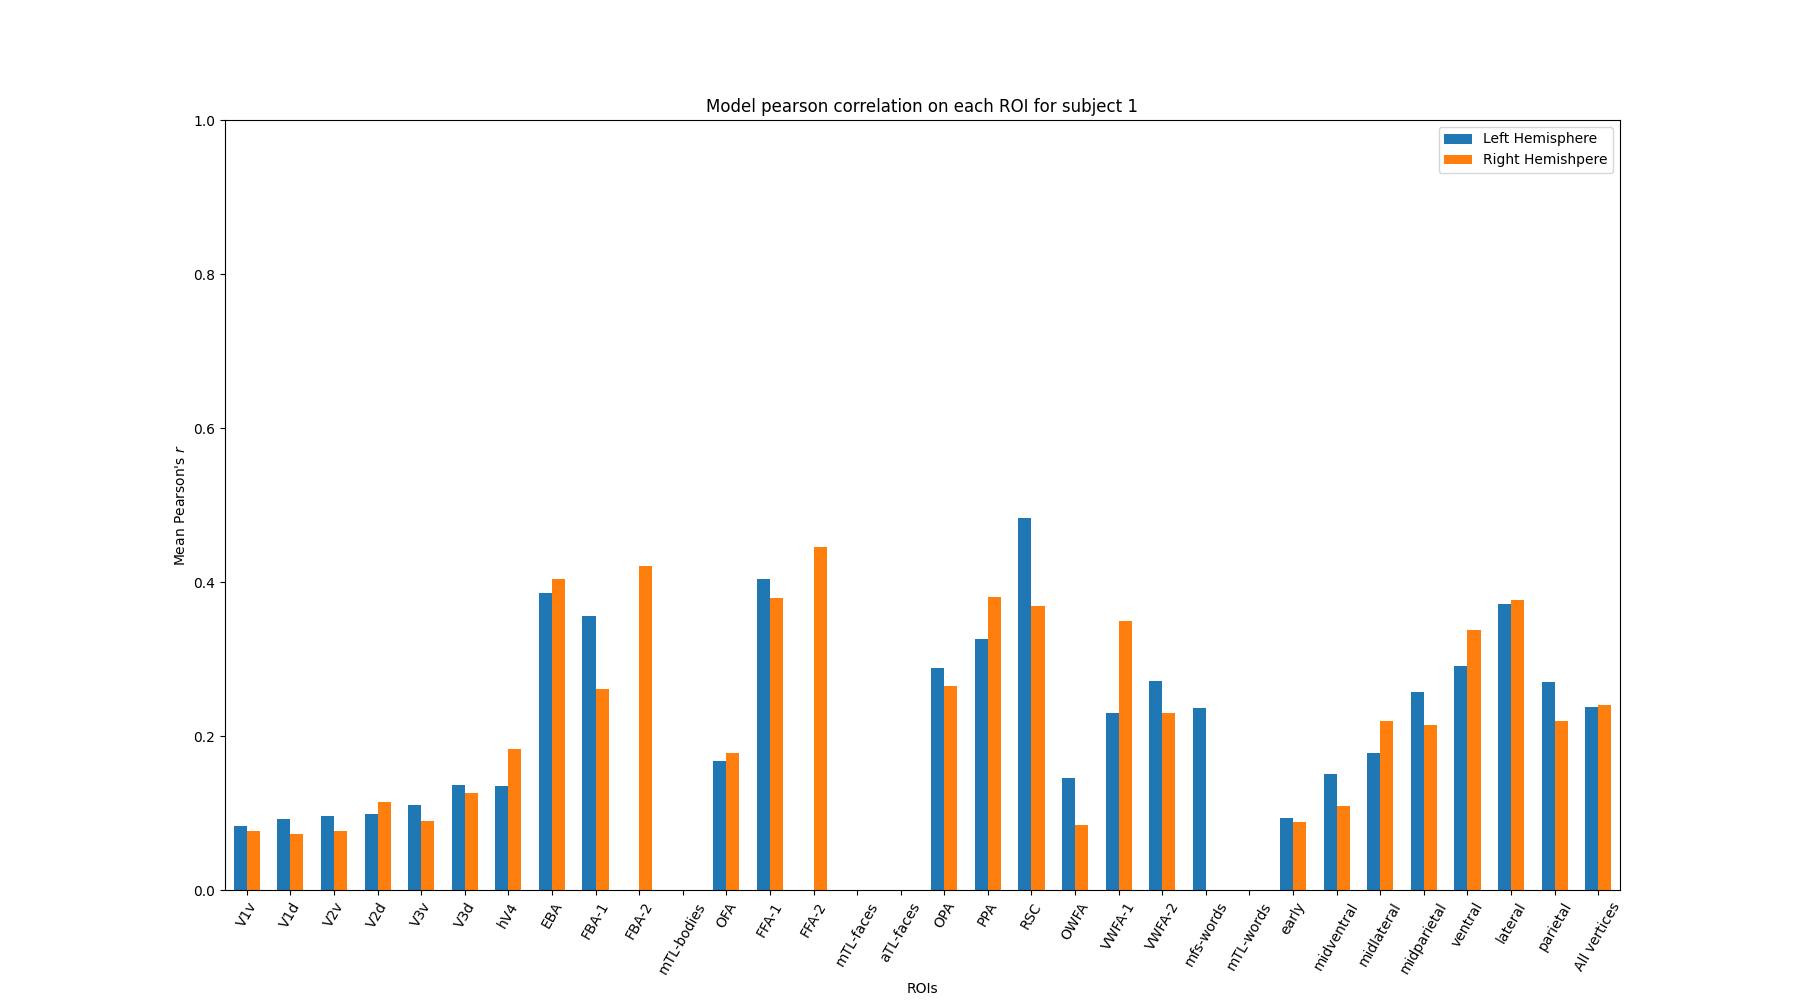 Model pearson correlation on each ROI for subject 1
Left Hemisphere
Right Hemishpere
1.0
0.8
0.6
0.4
0.2
0.0
Mean Pearson's r
V1v
V1d
V2v
V2d
V3v
V3d
hV4
EBA
FBA-1
FBA-2
mTL-bodies
OFA
FFA-1
FFA-2
mTL-faces
aTL-faces
OPA
PPA
RSC
OWFA
VWFA-1
VWFA-2
mfs-words
mTL-words
early
midventral
midlateral
midparietal
ventral
lateral
parietal
All vertices
ROIs